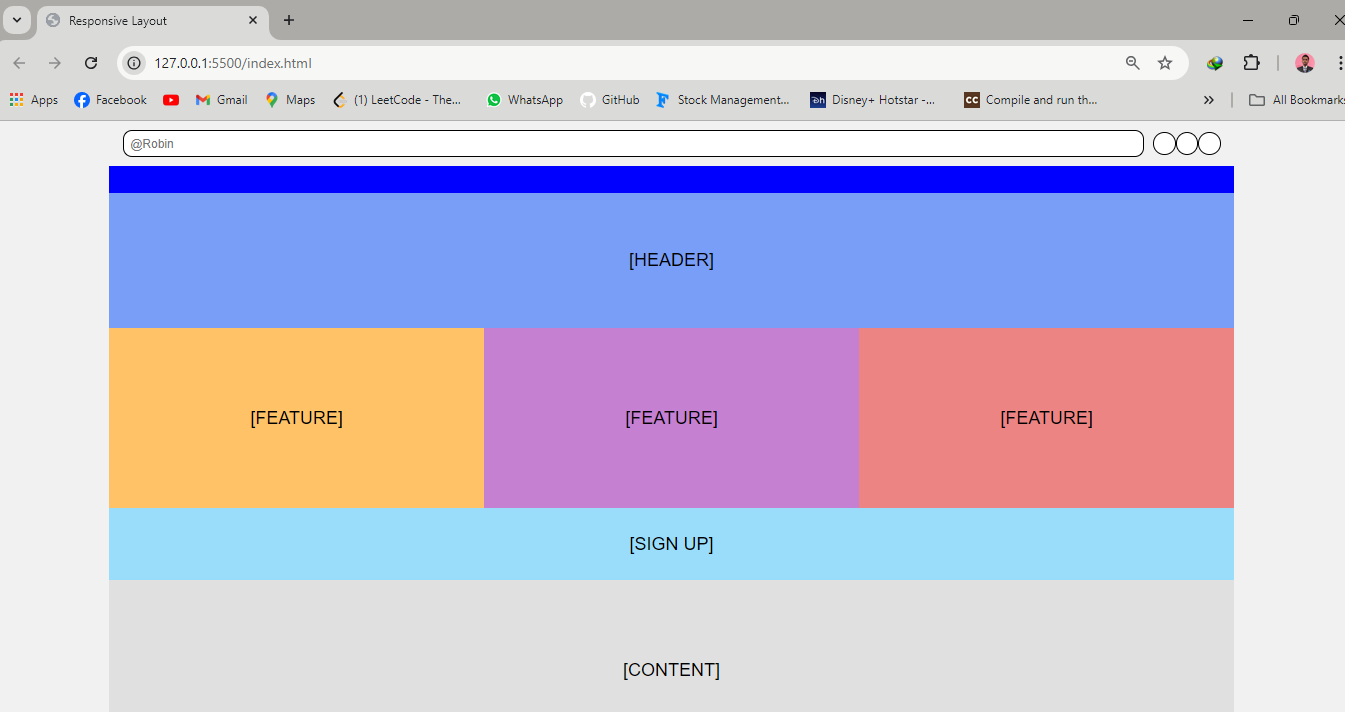 Responsive Layout
127.0.0.1:5500/index.html
Apps Facebook Gmail Maps (1) LeetCode - The... WhatsApp GitHub Stock Management... Disney+ Hotstar -... CC Compile and run th... » All Bookmarks
@Robin
[HEADER]
[FEATURE] [FEATURE] [FEATURE]
[SIGN UP]
[CONTENT]